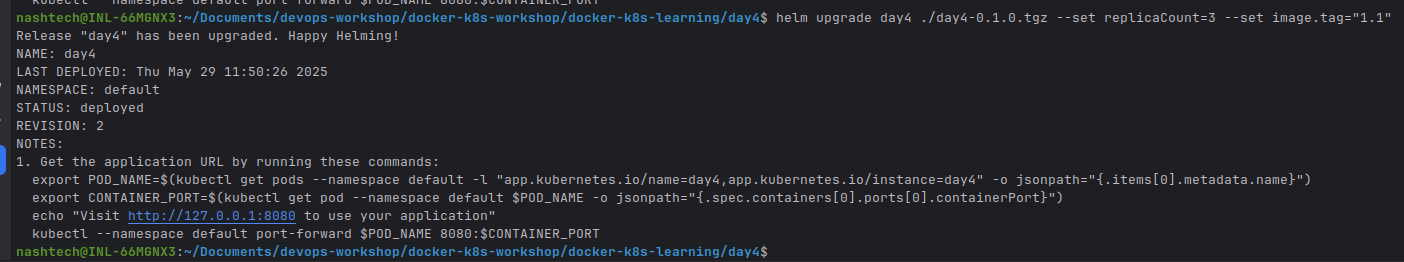 kubectl --namespace default port-forward $POD_NAME 8080:$CONTAINER_PORT
nashtech@INL-66MGNX3:~/Documents/devops-workshop/docker-k8s-workshop/docker-k8s-learning/day4$ helm upgrade day4 ./day4-0.1.0.tgz --set replicaCount=3 --set image.tag="1.1"
Release "day4" has been upgraded. Happy Helming!
NAME: day4
LAST DEPLOYED: Thu May 29 11:50:26 2025
NAMESPACE: default
STATUS: deployed
REVISION: 2
NOTES:
1. Get the application URL by running these commands:
  export POD_NAME=$(kubectl get pods --namespace default -l "app.kubernetes.io/name=day4,app.kubernetes.io/instance=day4" -o jsonpath="{.items[0].metadata.name}")
  export CONTAINER_PORT=$(kubectl get pod --namespace default $POD_NAME -o jsonpath="{.spec.containers[0].ports[0].containerPort}")
  echo "Visit http://127.0.0.1:8080 to use your application"
  kubectl --namespace default port-forward $POD_NAME 8080:$CONTAINER_PORT
nashtech@INL-66MGNX3:~/Documents/devops-workshop/docker-k8s-workshop/docker-k8s-learning/day4$